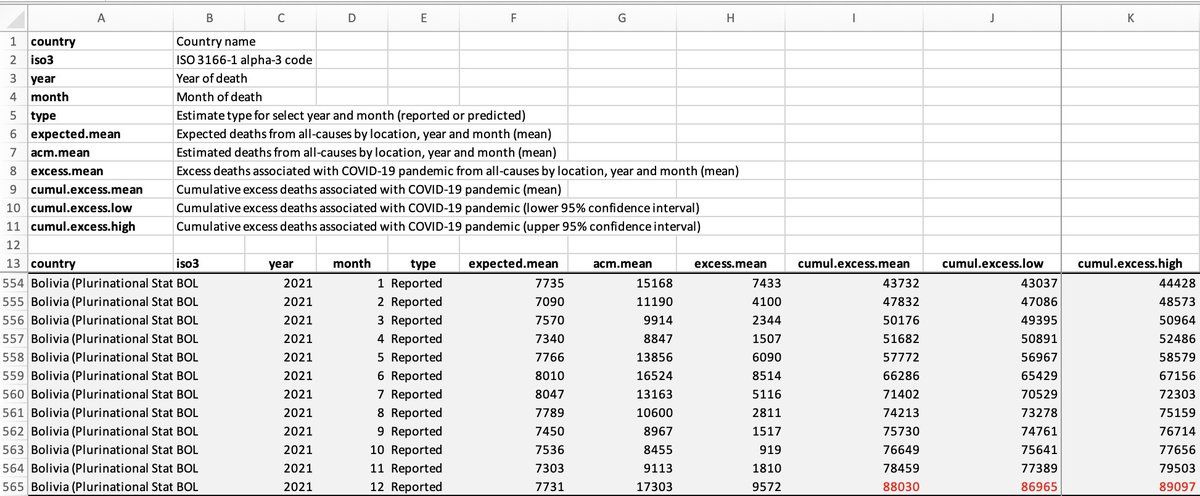 A B C D E F G H I J K
1 country Country name
2 iso3 ISO 3166-1 alpha-3 code
3 year Year of death
4 month Month of death
5 type Estimate type for select year and month (reported or predicted)
6 expected.mean Expected deaths from all-causes by location, year and month (mean)
7 acm.mean Estimated deaths from all-causes by location, year and month (mean)
8 excess.mean Excess deaths associated with COVID-19 pandemic from all-causes by location, year and month (mean)
9 cumul.excess.mean Cumulative excess deaths associated with COVID-19 pandemic (mean)
10 cumul.excess.low Cumulative excess deaths associated with COVID-19 pandemic (lower 95% confidence interval)
11 cumul.excess.high Cumulative excess deaths associated with COVID-19 pandemic (upper 95% confidence interval)
12
13 country iso3 year month type expected.mean acm.mean excess.mean cumul.excess.mean cumul.excess.low cumul.excess.high
554 Bolivia (Plurinational Stat BOL 2021 1 Reported 7735 15168 7433 43732 43037 44428
555 Bolivia (Plurinational Stat BOL 2021 2 Reported 7090 11190 4100 47832 47086 48573
556 Bolivia (Plurinational Stat BOL 2021 3 Reported 7570 9914 2344 50176 49395 50964
557 Bolivia (Plurinational Stat BOL 2021 4 Reported 7340 8847 1507 51682 50891 52486
558 Bolivia (Plurinational Stat BOL 2021 5 Reported 7766 13856 6090 57772 56967 58579
559 Bolivia (Plurinational Stat BOL 2021 6 Reported 8010 16524 8514 66286 65429 67156
560 Bolivia (Plurinational Stat BOL 2021 7 Reported 8047 13163 5116 71402 70529 72303
561 Bolivia (Plurinational Stat BOL 2021 8 Reported 7789 10600 2811 74213 73278 75159
562 Bolivia (Plurinational Stat BOL 2021 9 Reported 7450 8967 1517 75730 74761 76714
563 Bolivia (Plurinational Stat BOL 2021 10 Reported 7536 8455 919 76649 75641 77656
564 Bolivia (Plurinational Stat BOL 2021 11 Reported 7303 9113 1810 78459 77389 79503
565 Bolivia (Plurinational Stat BOL 2021 12 Reported 7731 17303 9572 88030 86965 89097